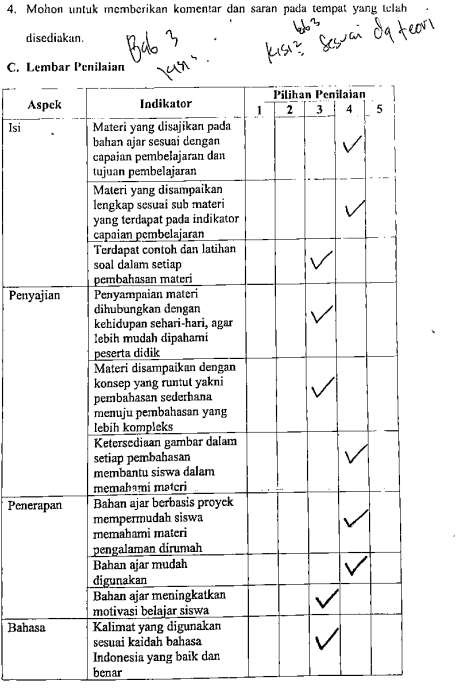 4. Mohon untuk memberikan komentar dan saran pada tempat yang telah
disediakan.
Bab 3
kisi²
bab 3
kisi² sesuai dg teori
C. Lembar Penilaian
Aspek Indikator Pilihan Penilaian
1 2 3 4 5
Isi Materi yang disajikan pada
bahan ajar sesuai dengan
capaian pembelajaran dan
tujuan pembelajaran ✓
Materi yang disampaikan
lengkap sesuai sub materi
yang terdapat pada indikator
capaian pembelajaran ✓
Terdapat contoh dan latihan
soal dalam setiap
pembahasan materi ✓
Penyajian Penyampaian materi
dihubungkan dengan
kehidupan sehari-hari, agar
lebih mudah dipahami
peserta didik ✓
Materi disampaikan dengan
konsep yang runtut yakni
pembahasan sederhana
menuju pembahasan yang
lebih kompleks ✓
Ketersediaan gambar dalam
setiap pembahasan
membantu siswa dalam
memahami materi ✓
Penerapan Bahan ajar berbasis proyek
mempermudah siswa
memahami materi
pengalaman dirumah ✓
Bahan ajar mudah
digunakan ✓
Bahan ajar meningkatkan
motivasi belajar siswa ✓
Bahasa Kalimat yang digunakan
sesuai kaidah bahasa
Indonesia yang baik dan
benar ✓